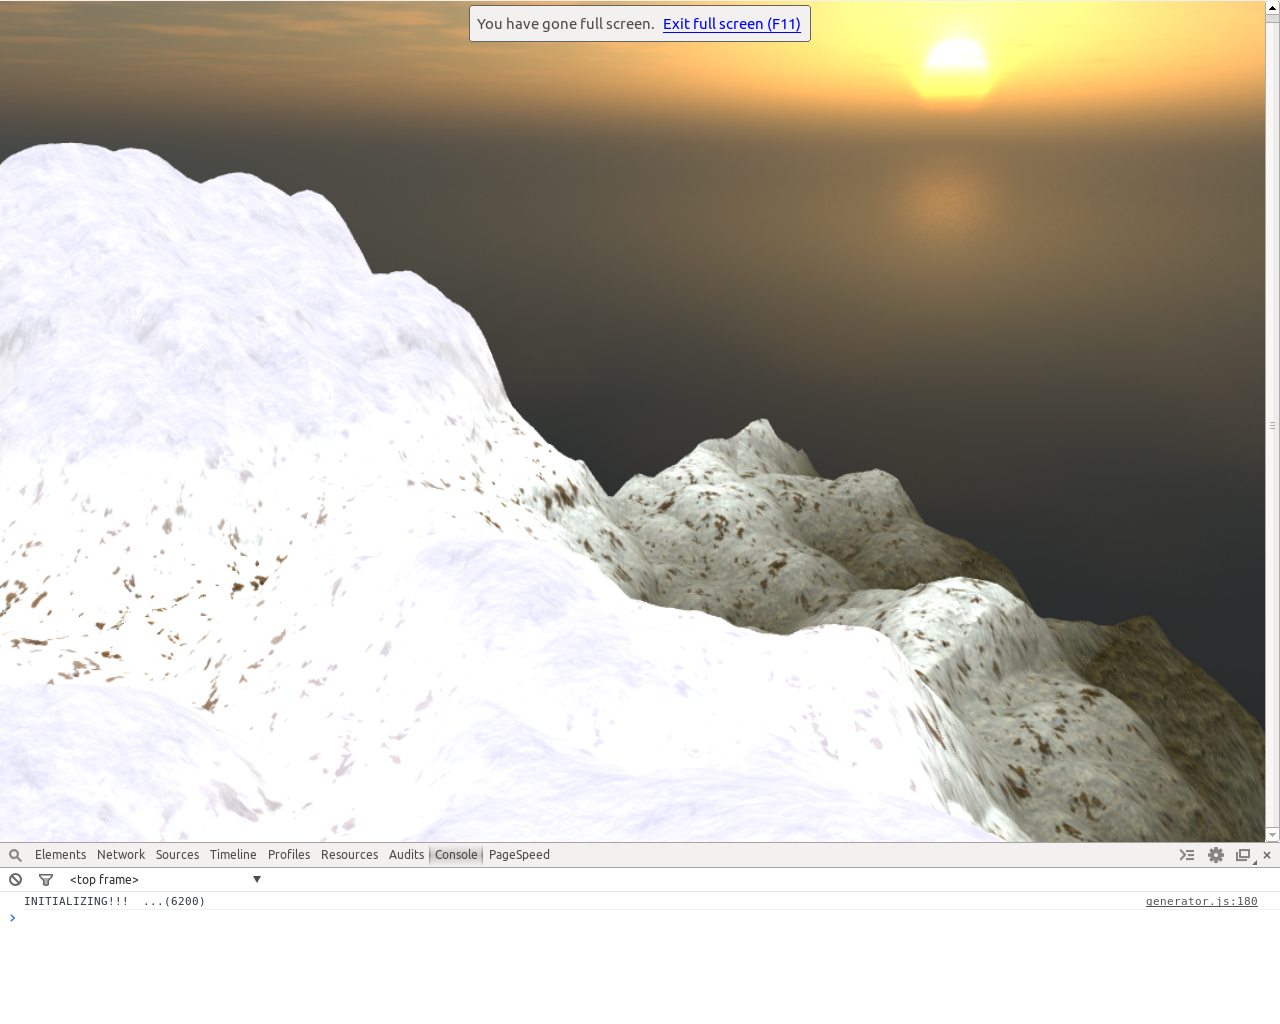 You have gone full screen. Exit full screen (F11)
Elements Network Sources Timeline Profiles Resources Audits Console PageSpeed
<top frame>
INITIALIZING!!!  ...(6200) generator.js:180